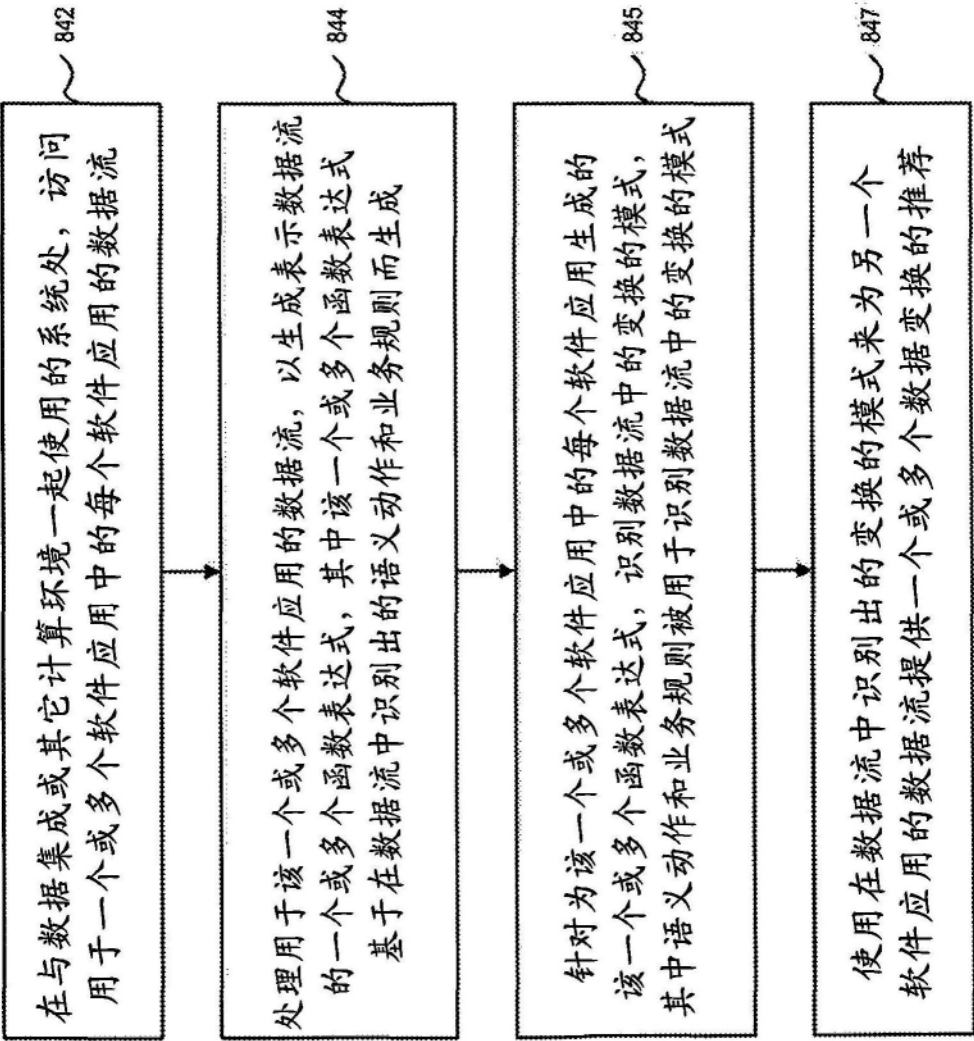 在与数据集成或其它计算环境一起使用的系统处，访问
用于一个或多个软件应用中的每个软件应用的数据流
842
处理用于该一个或多个软件应用的数据流，以生成表示数据流
的一个或多个函数表达式，其中该一个或多个函数表达式
基于在数据流中识别出的语义动作和业务规则而生成
844
针对为该一个或多个软件应用中的每个软件应用生成的
该一个或多个函数表达式，识别数据流中的变换的模式，
其中语义动作和业务规则被用于识别数据流中的变换的模式
845
使用在数据流中识别出的变换的模式来为另一个
软件应用的数据流提供一个或多个数据变换的推荐
847